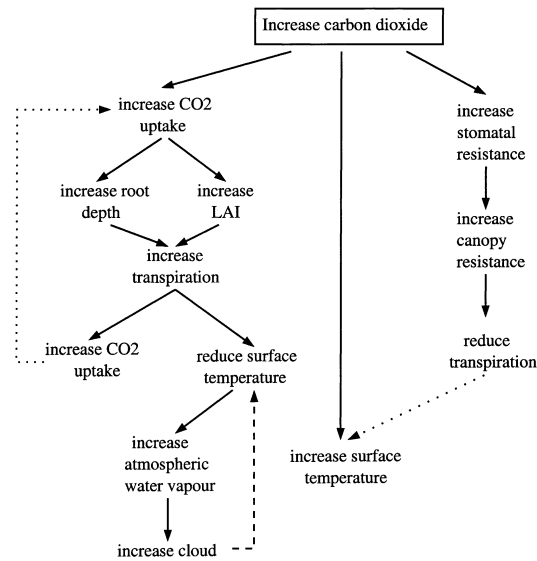 Increase carbon dioxide
increase CO2
uptake
increase
stomatal
resistance
increase root
depth
increase
LAI
increase
canopy
resistance
increase
transpiration
increase CO2
uptake
reduce surface
temperature
reduce
transpiration
increase
atmospheric
water vapour
increase surface
temperature
increase cloud